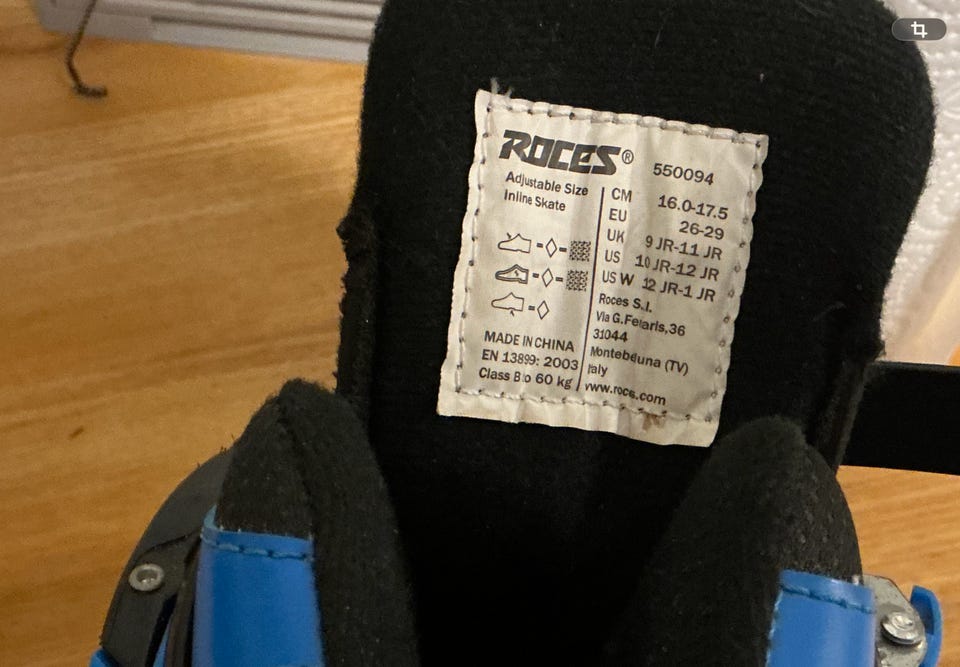 ROCES® 550094
Adjustable Size
Inline Skate
CM 16.0-17.5
EU 26-29
UK 9 JR-11 JR
US 10 JR-12 JR
US W 12 JR-1 JR
MADE IN CHINA
EN 13899: 2003
Class B 60 kg
Roces S.r.l.
Via G.Feraris,36
31044
Montebelluna (TV)
Italy
www.roces.com